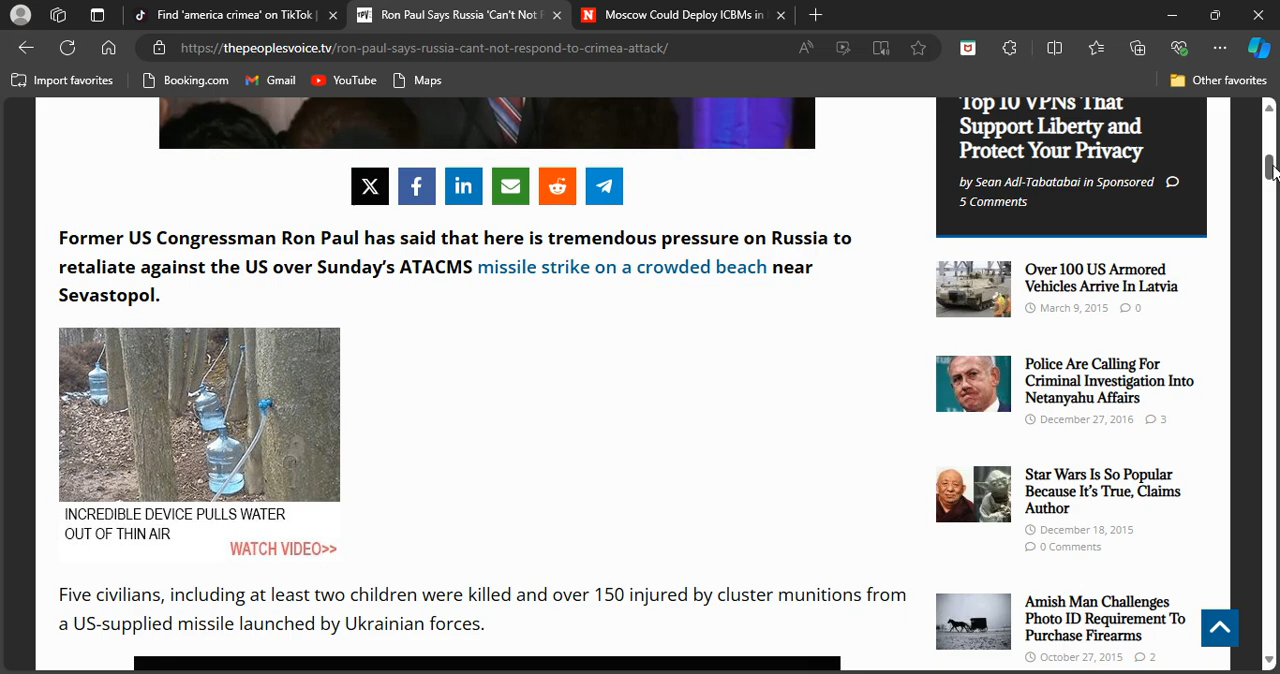 Find 'america crimea' on TikTok |
Ron Paul Says Russia 'Can't Not R
Moscow Could Deploy ICBMs in
https://thepeoplesvoice.tv/ron-paul-says-russia-cant-not-respond-to-crimea-attack/
Import favorites
Booking.com
Gmail
YouTube
Maps
Other favorites
Former US Congressman Ron Paul has said that here is tremendous pressure on Russia to
retaliate against the US over Sunday's ATACMS missile strike on a crowded beach near
Sevastopol.
INCREDIBLE DEVICE PULLS WATER
OUT OF THIN AIR
WATCH VIDEO>>
Five civilians, including at least two children were killed and over 150 injured by cluster munitions from
a US-supplied missile launched by Ukrainian forces.
Top 10 VPNs That
Support Liberty and
Protect Your Privacy
by Sean Adl-Tabatabai in Sponsored
5 Comments
Over 100 US Armored
Vehicles Arrive In Latvia
March 9, 2015 0
Police Are Calling For
Criminal Investigation Into
Netanyahu Affairs
December 27, 2016 3
Star Wars Is So Popular
Because It's True, Claims
Author
December 18, 2015
0 Comments
Amish Man Challenges
Photo ID Requirement To
Purchase Firearms
October 27, 2015 2